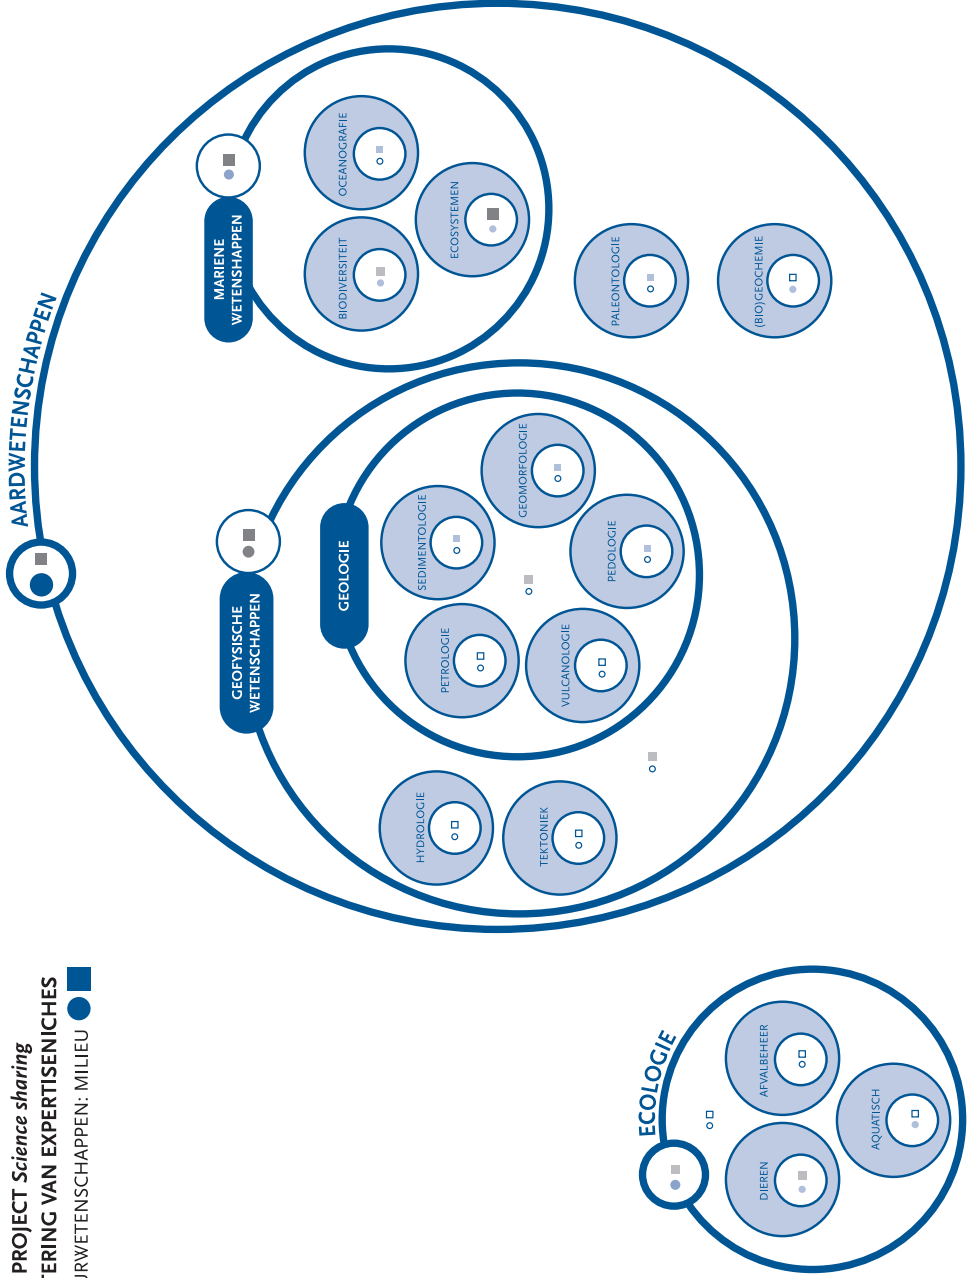 PROJECT Science sharing
TERING VAN EXPERTISENICHES
URWETENSCHAPPEN: MILIEU
AARDWETENSCHAPPEN
GEOFYSISCHE
WETENSCHAPPEN
HYDROLOGIE
TEKTONIEK
GEOLOGIE
PETROLOGIE
VULCANOLOGIE
SEDIMENTOLOGIE
PEDOLOGIE
GEOMORFOLOGIE
MARIENE
WETENSHAPPEN
BIODIVERSITEIT
OCEANOGRAFIE
ECOSYSTEMEN
PALEONTOLOGIE
(BIO)GEOCHEMIE
ECOLOGIE
DIEREN
AFVALBEHEER
AQUATISCH